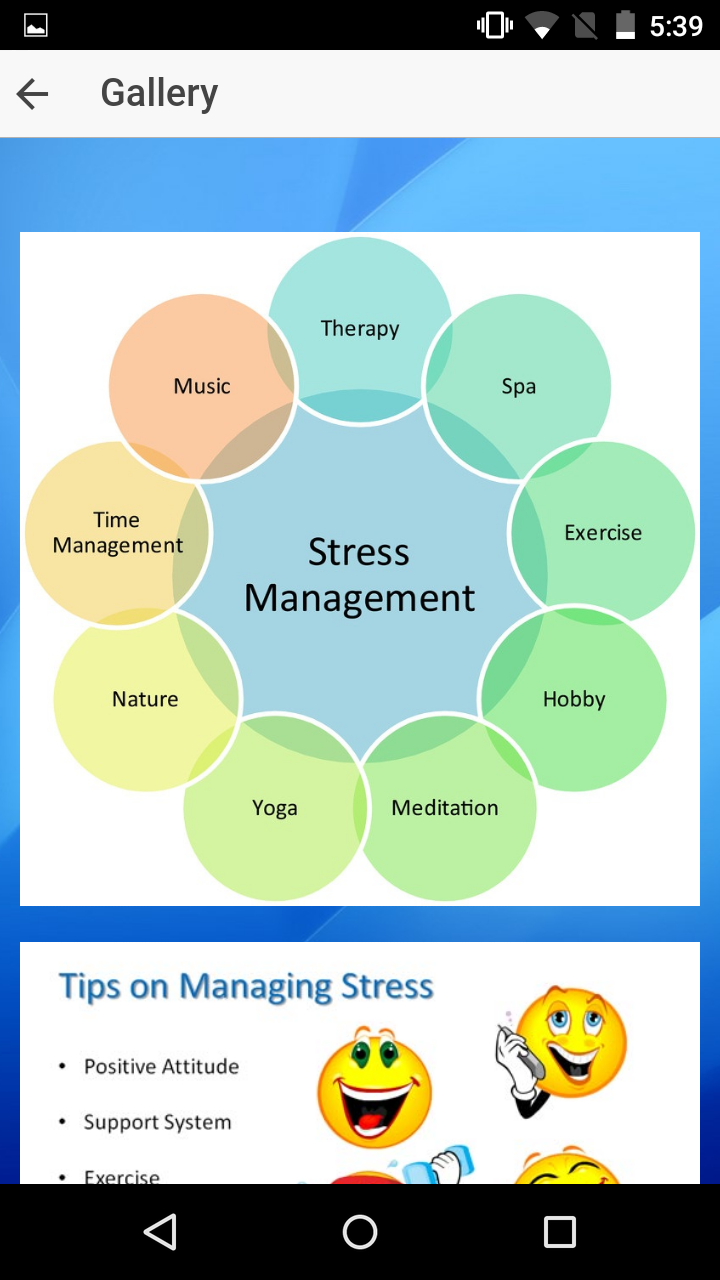 5:39
Gallery
Therapy
Music
Spa
Time
Management
Exercise
Stress
Management
Nature
Hobby
Yoga
Meditation
Tips on Managing Stress
• Positive Attitude
• Support System
• Exercise